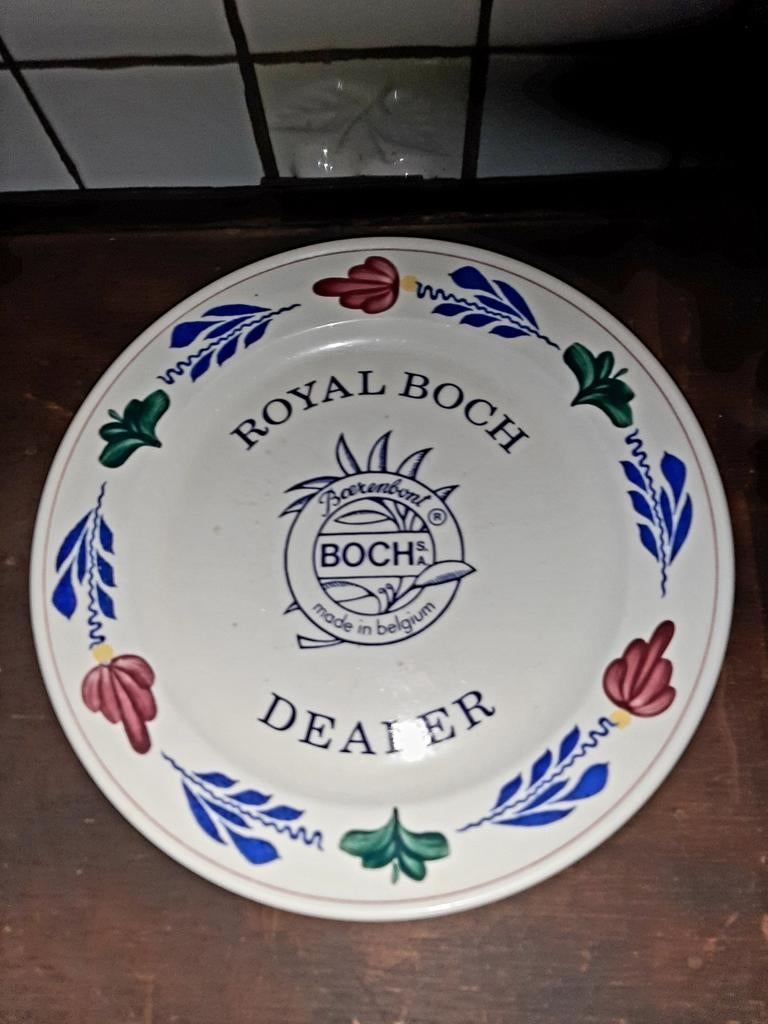 ROYAL BOCH
Boerenbont ®
BOCH S.A.
made in belgium
DEALER